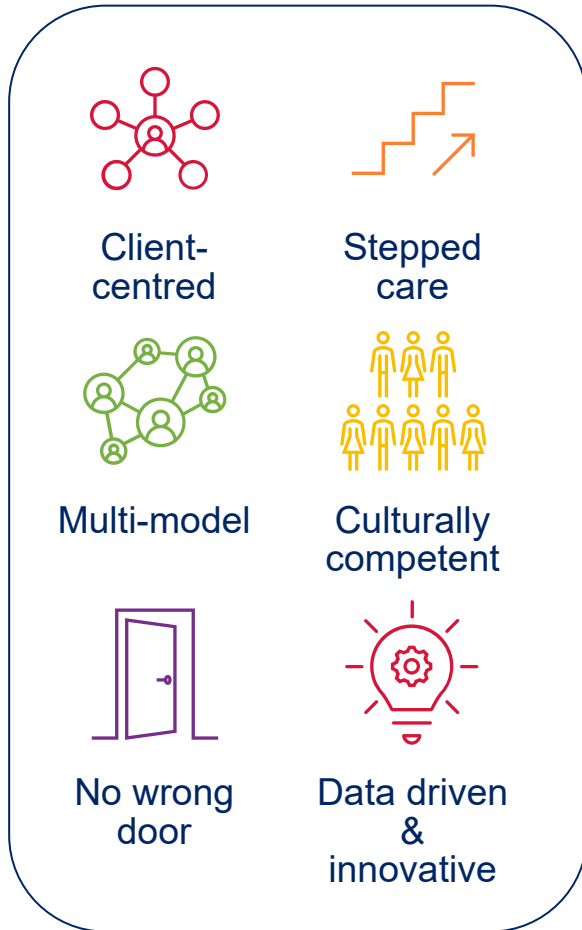 Client-
centred
Stepped
care
Multi-model
Culturally
competent
No wrong
door
Data driven
&
innovative